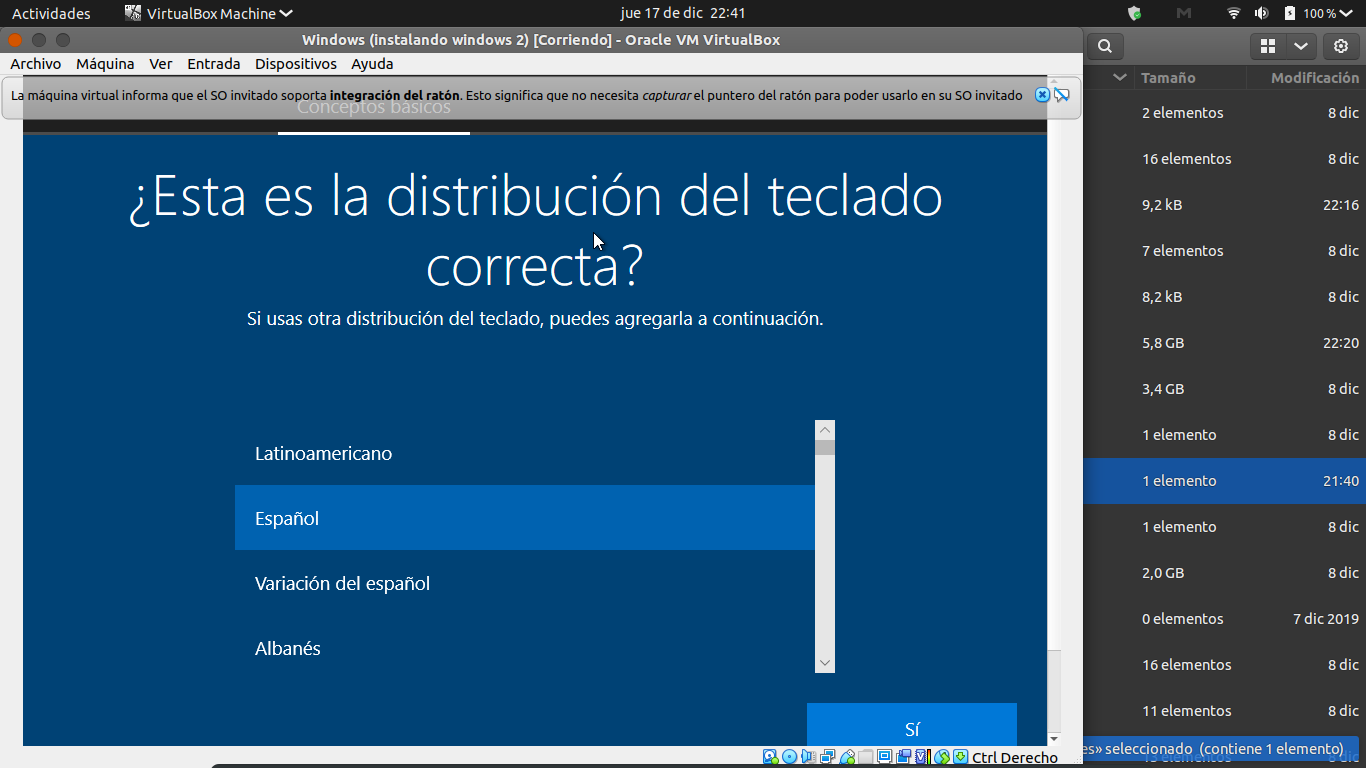 Actividades
VirtualBox Machine
jue 17 de dic 22:41
100 %
Windows (instalando windows 2) [Corriendo] - Oracle VM VirtualBox
Archivo Máquina Ver Entrada Dispositivos Ayuda
La máquina virtual informa que el SO invitado soporta integración del ratón. Esto significa que no necesita capturar el puntero del ratón para poder usarlo en su SO invitado
Conceptos básicos
¿Esta es la distribución del teclado
correcta?
Si usas otra distribución del teclado, puedes agregarla a continuación.
Latinoamericano
Español
Variación del español
Albanés
Sí
Ctrl Derecho
Tamaño Modificación
2 elementos 8 dic
16 elementos 8 dic
9,2 kB 22:16
7 elementos 8 dic
8,2 kB 8 dic
5,8 GB 22:20
3,4 GB 8 dic
1 elemento 8 dic
1 elemento 21:40
1 elemento 8 dic
2,0 GB 8 dic
0 elementos 7 dic 2019
16 elementos 8 dic
11 elementos 8 dic
es» seleccionado (contiene 1 elemento)
13 elementos 8 dic